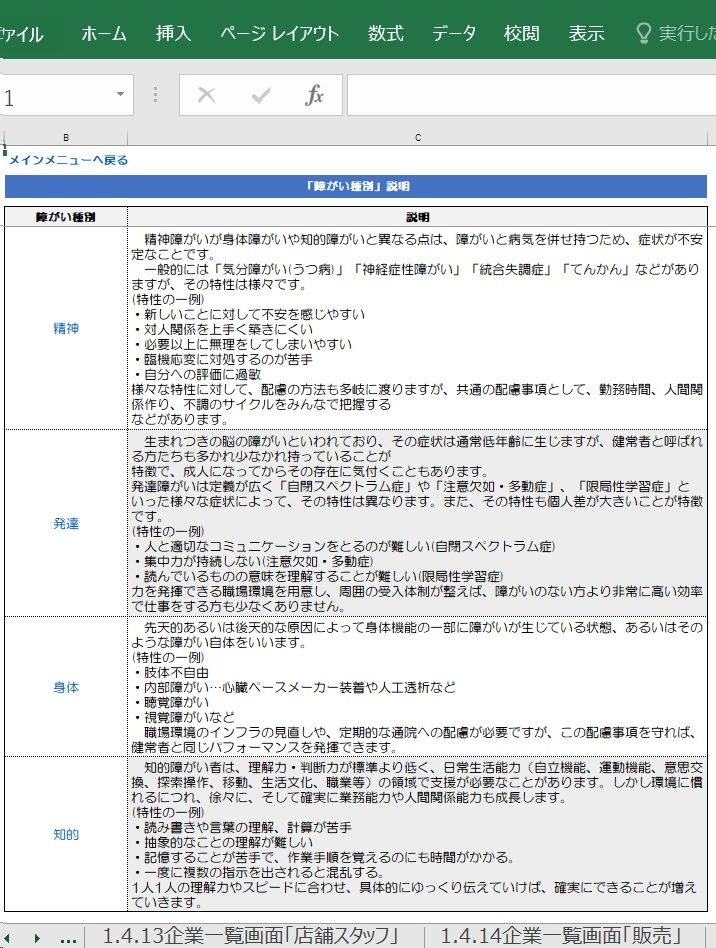 ァイル ホーム 挿入 ページ レイアウト 数式 データ 校閲 表示 実行した
1 fx
B C
メインメニューへ戻る
「障がい種別」説明
障がい種別 説明
精神
精神障がいが身体障がいや知的障がいと異なる点は、障がいと病気を併せ持つため、症状が不安
定なことです。
一般的には「気分障がい(うつ病)」「神経症性障がい」「統合失調症」「てんかん」などがあり
ますが、その特性は様々です。
(特性の一例)
・新しいことに対して不安を感じやすい
・対人関係を上手く築きにくい
・必要以上に無理をしてしまいやすい
・臨機応変に対処するのが苦手
・自分への評価に過敏
様々な特性に対して、配慮の方法も多岐に渡りますが、共通の配慮事項として、勤務時間、人間関
係作り、不調のサイクルをみんなで把握する
などがあります。
発達
生まれつきの脳の障がいといわれており、その症状は通常低年齢に生じますが、健常者と呼ばれ
る方たちも多かれ少なかれ持っていることが
特徴で、成人になってからその存在に気付くこともあります。
発達障がいは定義が広く「自閉スペクトラム症」や「注意欠如・多動症」、「限局性学習症」と
いった様々な症状によって、その特性は異なります。また、その特性も個人差が大きいことが特徴
です。
(特性の一例)
・人と適切なコミュニケーションをとるのが難しい(自閉スペクトラム症)
・集中力が持続しない(注意欠如・多動症)
・読んでいるものの意味を理解することが難しい(限局性学習症)
力を発揮できる職場環境を用意し、周囲の受入体制が整えば、障がいのない方より非常に高い効率
で仕事をする方も少なくありません。
身体
先天的あるいは後天的な原因によって身体機能の一部に障がいが生じている状態、あるいはその
ような障がい自体をいいます。
(特性の一例)
・肢体不自由
・内部障がい…心臓ペースメーカー装着や人工透析など
・聴覚障がい
・視覚障がいなど
職場環境のインフラの見直しや、定期的な通院への配慮が必要ですが、この配慮事項を守れば、
健常者と同じパフォーマンスを発揮できます。
知的
知的障がい者は、理解力・判断力が標準より低く、日常生活能力（自立機能、運動機能、意思交
換、探索操作、移動、生活文化、職業等）の領域で支援が必要なことがあります。しかし環境に慣
れるにつれ、徐々に、そして確実に業務能力や人間関係能力も成長します。
(特性の一例)
・読み書きや言葉の理解、計算が苦手
・抽象的なことの理解が難しい
・記憶することが苦手で、作業手順を覚えるのにも時間がかかる。
・一度に複数の指示を出されると混乱する。
1人1人の理解力やスピードに合わせ、具体的にゆっくり伝えていけば、確実にできることが増え
ていきます。
... 1.4.13企業一覧画面「店舗スタッフ」 1.4.14企業一覧画面「販売」